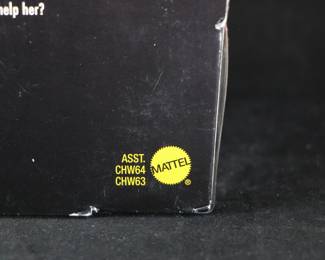 help her?
ASST.
CHW64
CHW63
MATTEL
®